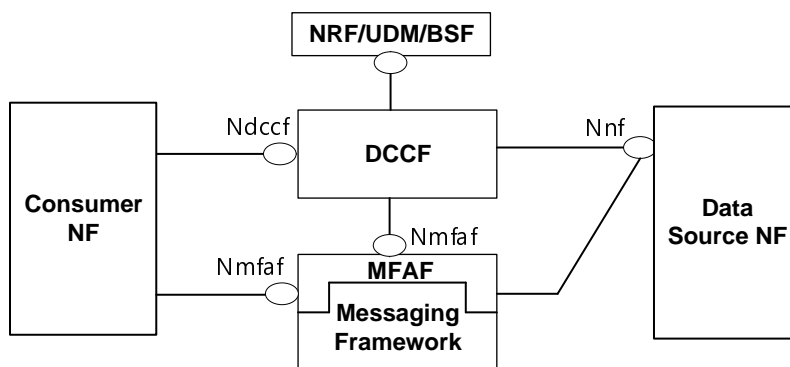 NRF/UDM/BSF
Ndccf
Nnf
DCCF
Consumer
NF
Data
Source NF
Nmfaf
Nmfaf
MFAF
Messaging
Framework